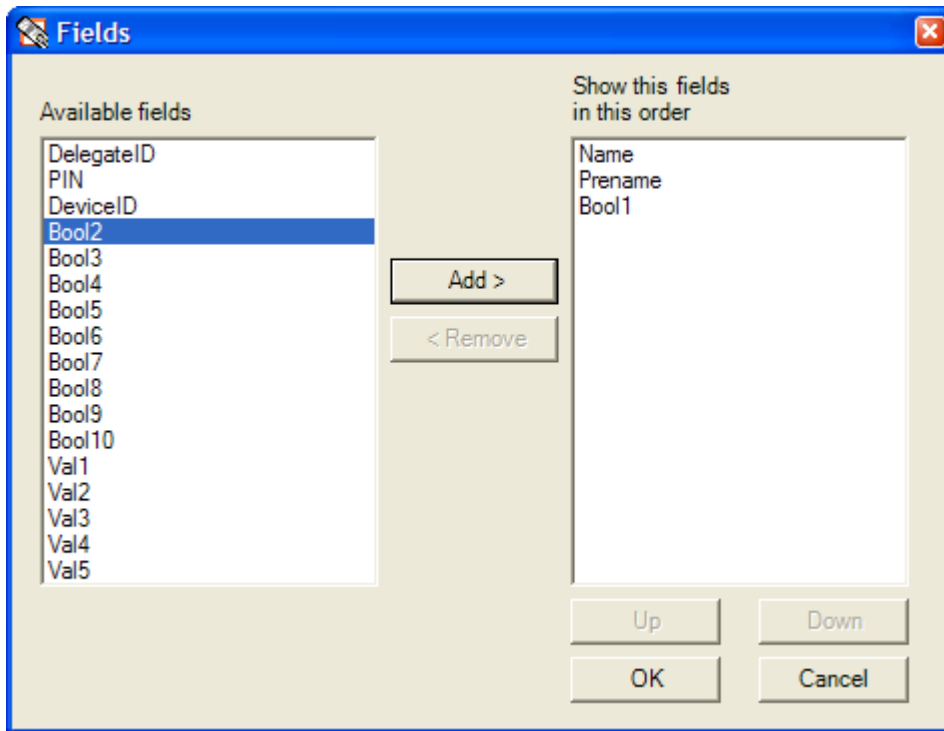 Fields
Available fields
DelegateID
PIN
DeviceID
Bool2
Bool3
Bool4
Bool5
Bool6
Bool7
Bool8
Bool9
Bool10
Val1
Val2
Val3
Val4
Val5
Add >
< Remove
Show this fields
in this order
Name
Prename
Bool1
Up
Down
OK
Cancel